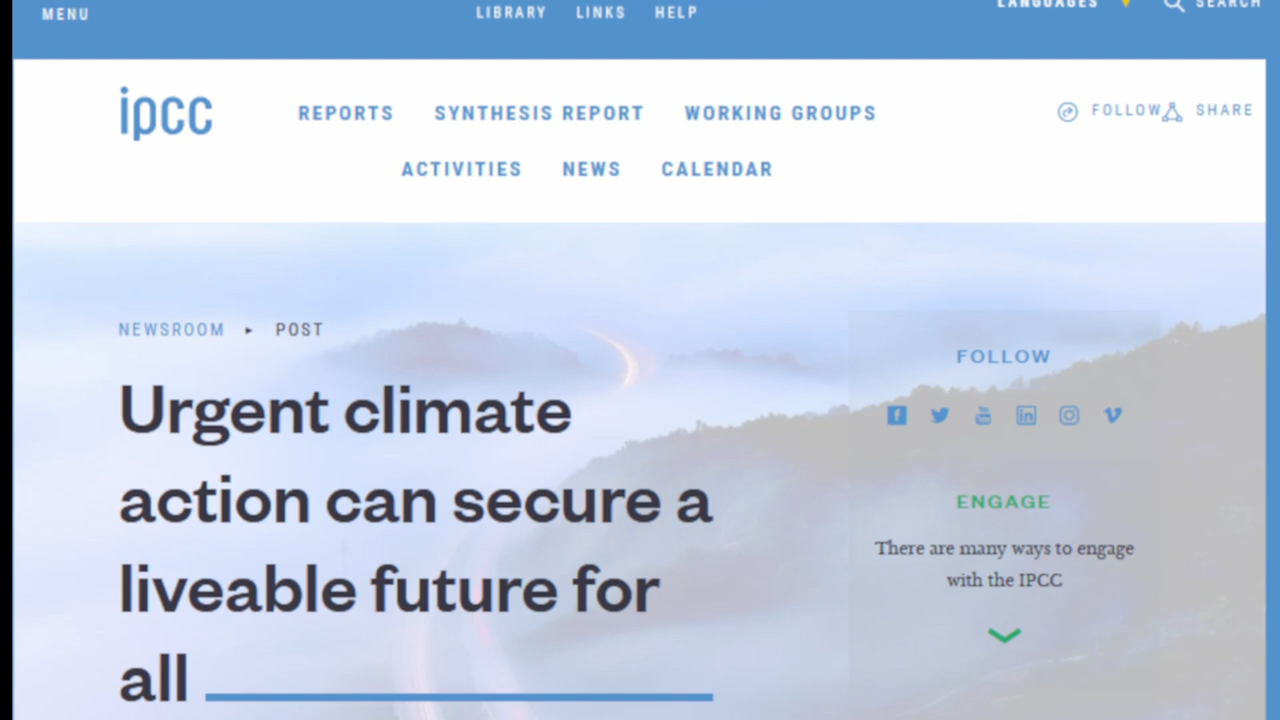 MENU
LIBRARY LINKS HELP
LANGUAGES SEARCH
ipcc
REPORTS SYNTHESIS REPORT WORKING GROUPS
FOLLOW SHARE
ACTIVITIES NEWS CALENDAR
NEWSROOM POST
Urgent climate
action can secure a
liveable future for
all
FOLLOW
ENGAGE
There are many ways to engage
with the IPCC